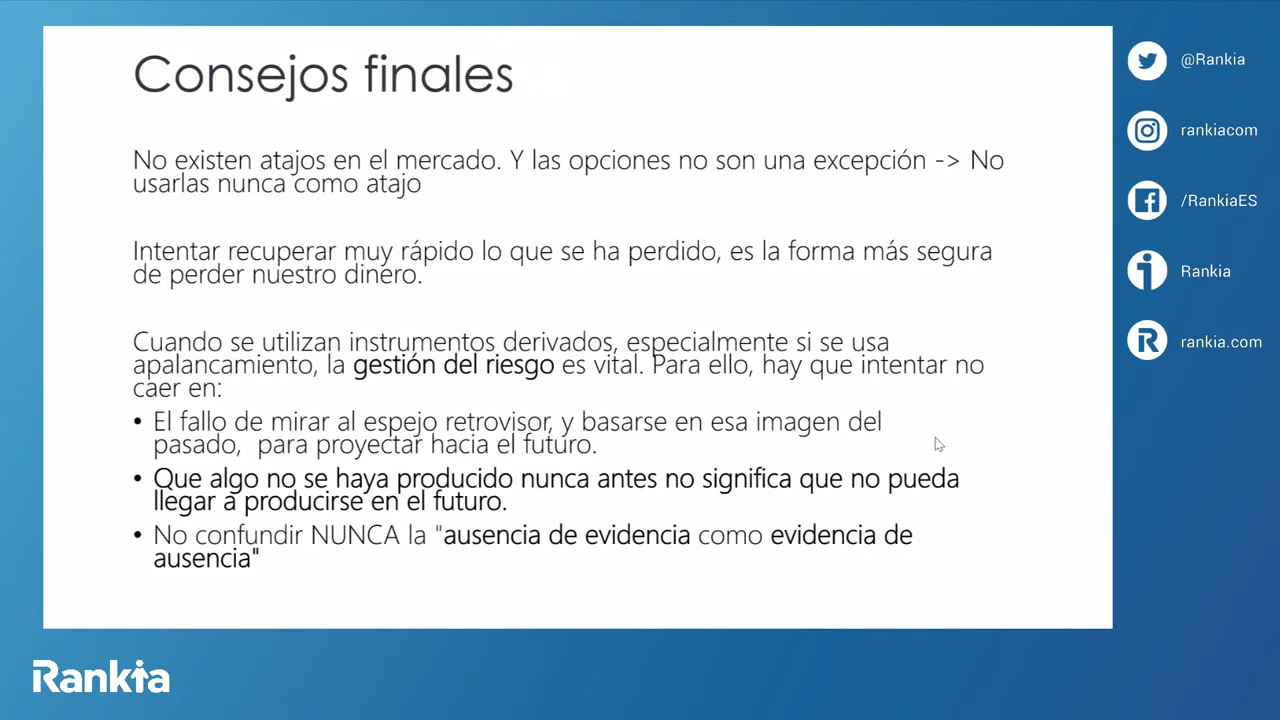 Consejos finales
No existen atajos en el mercado. Y las opciones no son una excepción -> No
usarlas nunca como atajo
Intentar recuperar muy rápido lo que se ha perdido, es la forma más segura
de perder nuestro dinero.
Cuando se utilizan instrumentos derivados, especialmente si se usa
apalancamiento, la gestión del riesgo es vital. Para ello, hay que intentar no
caer en:
• El fallo de mirar al espejo retrovisor, y basarse en esa imagen del
pasado,  para proyectar hacia el futuro.
• Que algo no se haya producido nunca antes no significa que no pueda
llegar a producirse en el futuro.
• No confundir NUNCA la "ausencia de evidencia como evidencia de
ausencia"
@Rankia
rankiacom
/RankiaES
Rankia
rankia.com
Rankia